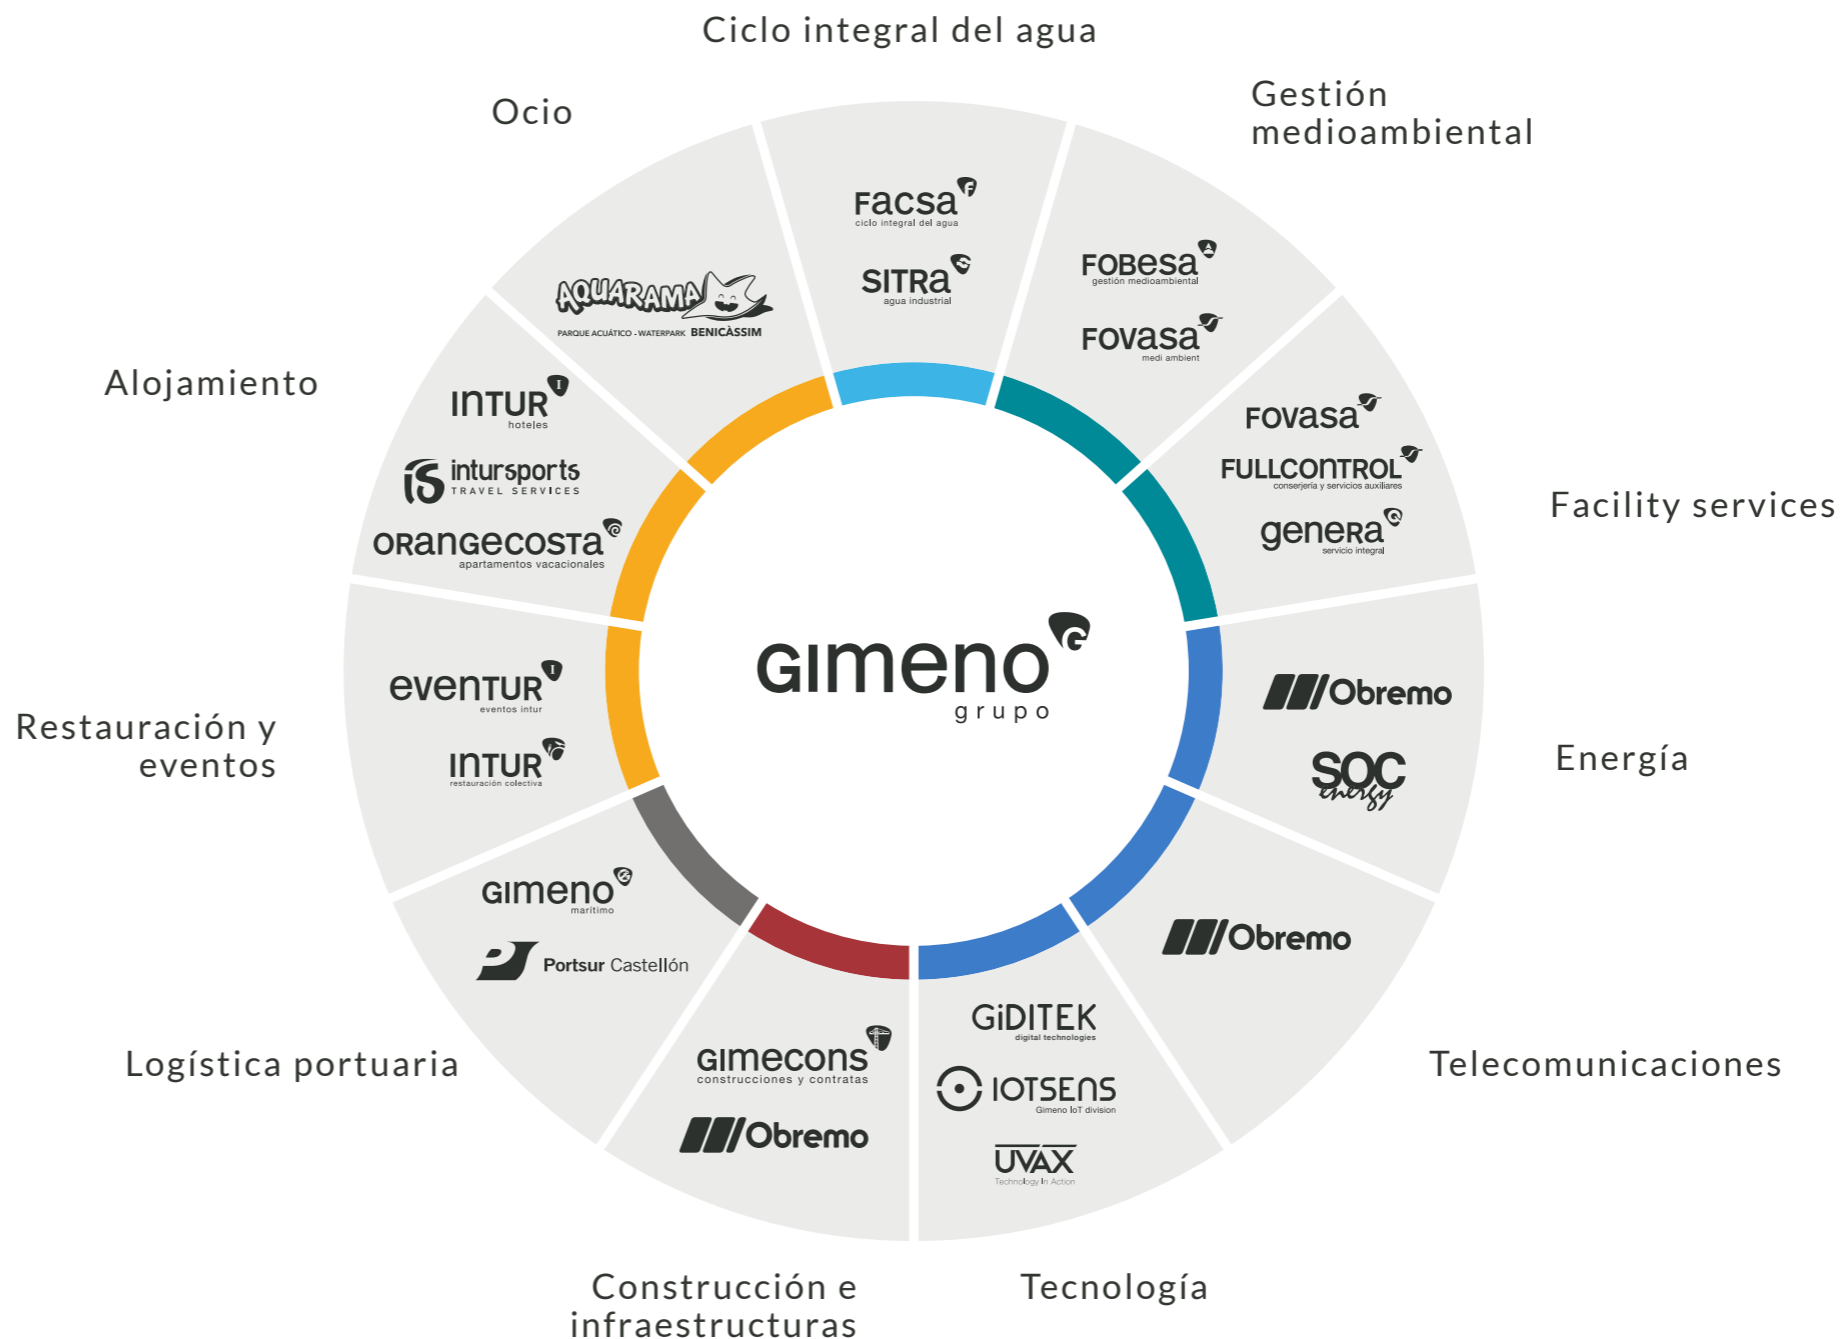 Ciclo integral del agua
Facsa
ciclo integral del agua
SITRa
agua industrial
Gestión
medioambiental
FOBesa
gestión medioambiental
FOVasa
medi ambient
Facility services
FOVasa
FULLCONTROL
conserjería y servicios auxiliares
geneRa
servicio integral
Energía
Obremo
SOC
energy
Telecomunicaciones
Obremo
Tecnología
GiDITEK
digital technologies
IOTSENS
Gimeno IoT division
UVAX
Technology In Action
Construcción e
infraestructuras
GIMECONS
construcciones y contratas
Obremo
Logística portuaria
GIMENO
marítimo
Portsur Castellón
Restauración y
eventos
eVenTUR
eventos intur
INTUR
restauración colectiva
Alojamiento
INTUR
hoteles
intursports
TRAVEL SERVICES
ORangecosTa
apartamentos vacacionales
Ocio
AQUARAMA
PARQUE ACUÁTICO - WATERPARK BENICÀSSIM
GIMENO
grupo